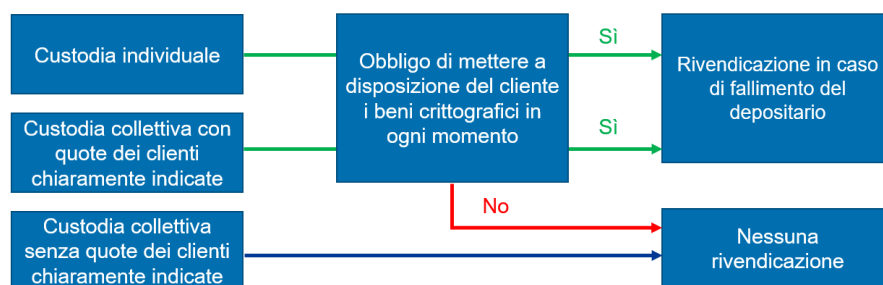 Custodia individuale
Obbligo di mettere a
disposizione del cliente
i beni crittografici in
ogni momento
Sì
Sì
Rivendicazione in caso
di fallimento del
depositario
Custodia collettiva con
quote dei clienti
chiaramente indicate
No
Custodia collettiva
senza quote dei clienti
chiaramente indicate
Nessuna
rivendicazione